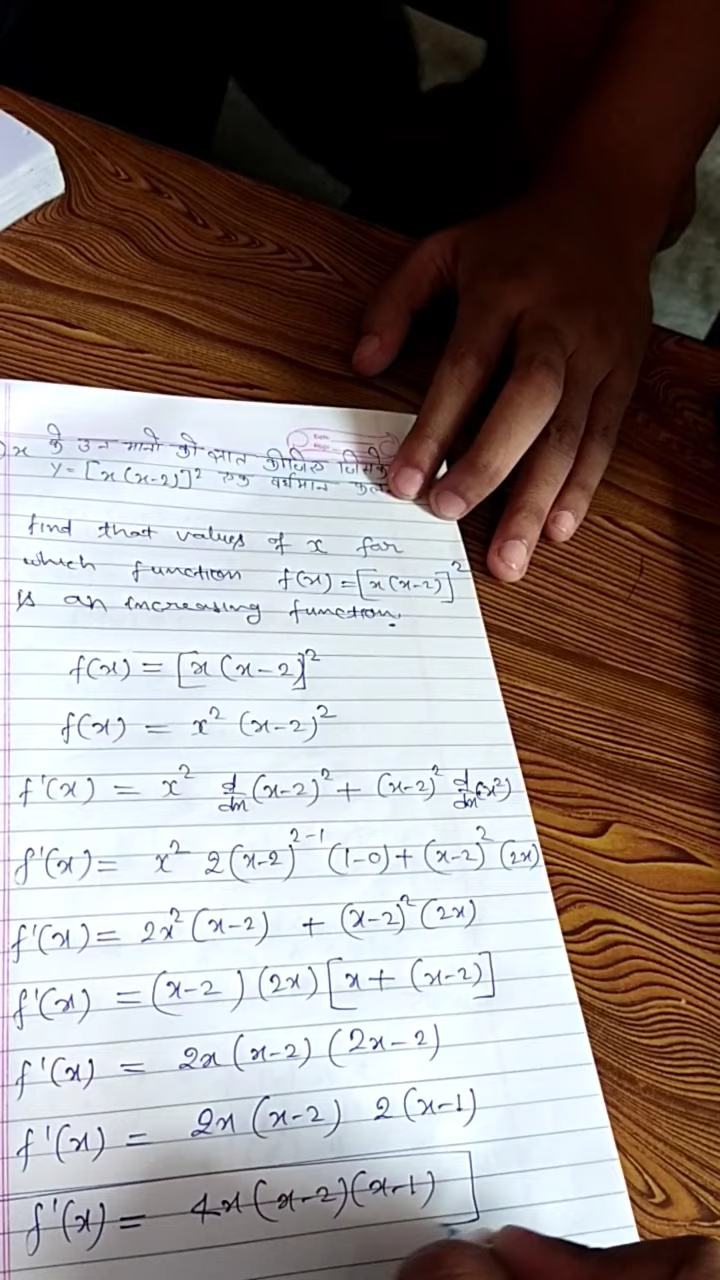 x के उन मानों को ज्ञात कीजिए जिसके
y = [x(x-2)]² एक वर्धमान फलन
find that values of x for
which function f(x) = [x(x-2)]²
is an increasing function.
f(x) = [x(x-2)]²
f(x) = x² (x-2)²
f'(x) = x² d/dx (x-2)² + (x-2)² d/dx (x²)
f'(x) = x² 2(x-2)²⁻¹ (1-0) + (x-2)² (2x)
f'(x) = 2x² (x-2) + (x-2)² (2x)
f'(x) = (x-2) (2x) [x + (x-2)]
f'(x) = 2x (x-2) (2x-2)
f'(x) = 2x (x-2) 2(x-1)
f'(x) = 4x(x-2)(x-1)